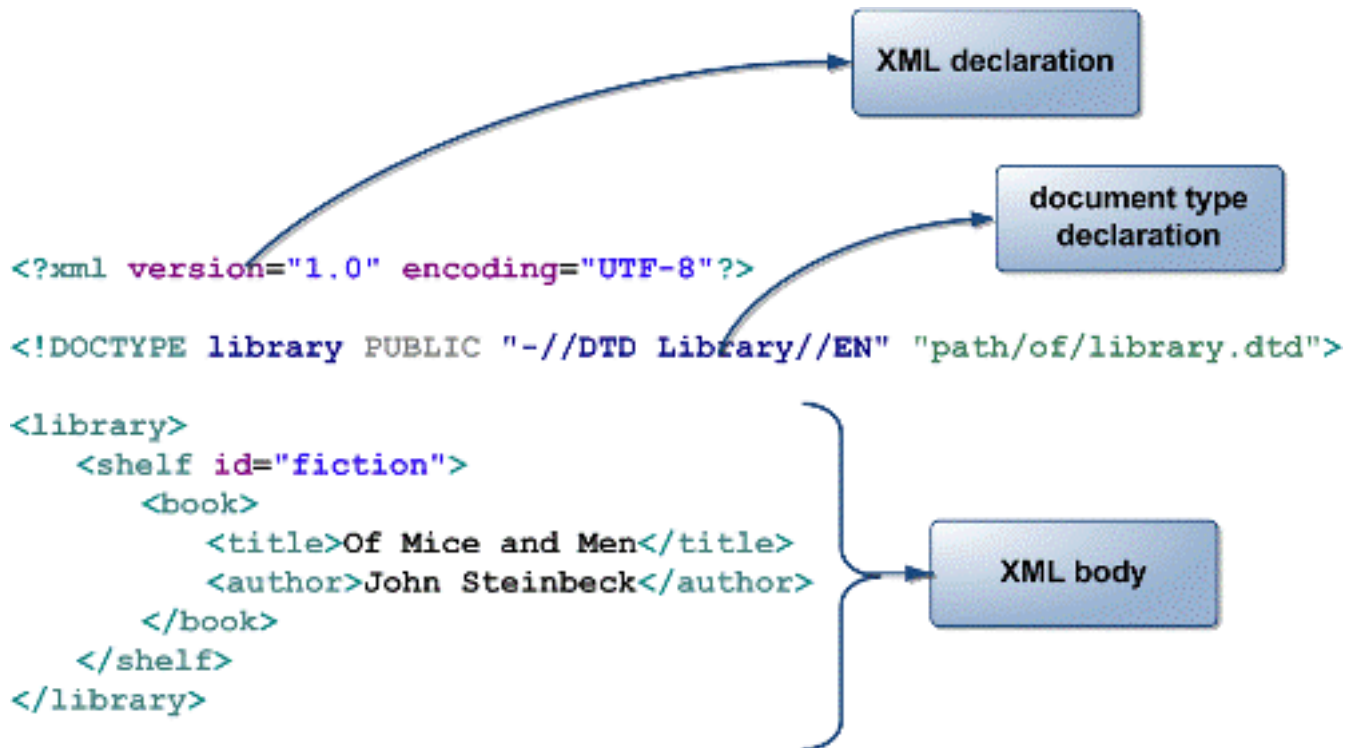 XML declaration
document type
declaration
<?xml version="1.0" encoding="UTF-8"?>
<!DOCTYPE library PUBLIC "-//DTD Library//EN" "path/of/library.dtd">
<library>
<shelf id="fiction">
<book>
<title>Of Mice and Men</title>
<author>John Steinbeck</author>
XML body
</book>
</shelf>
</library>